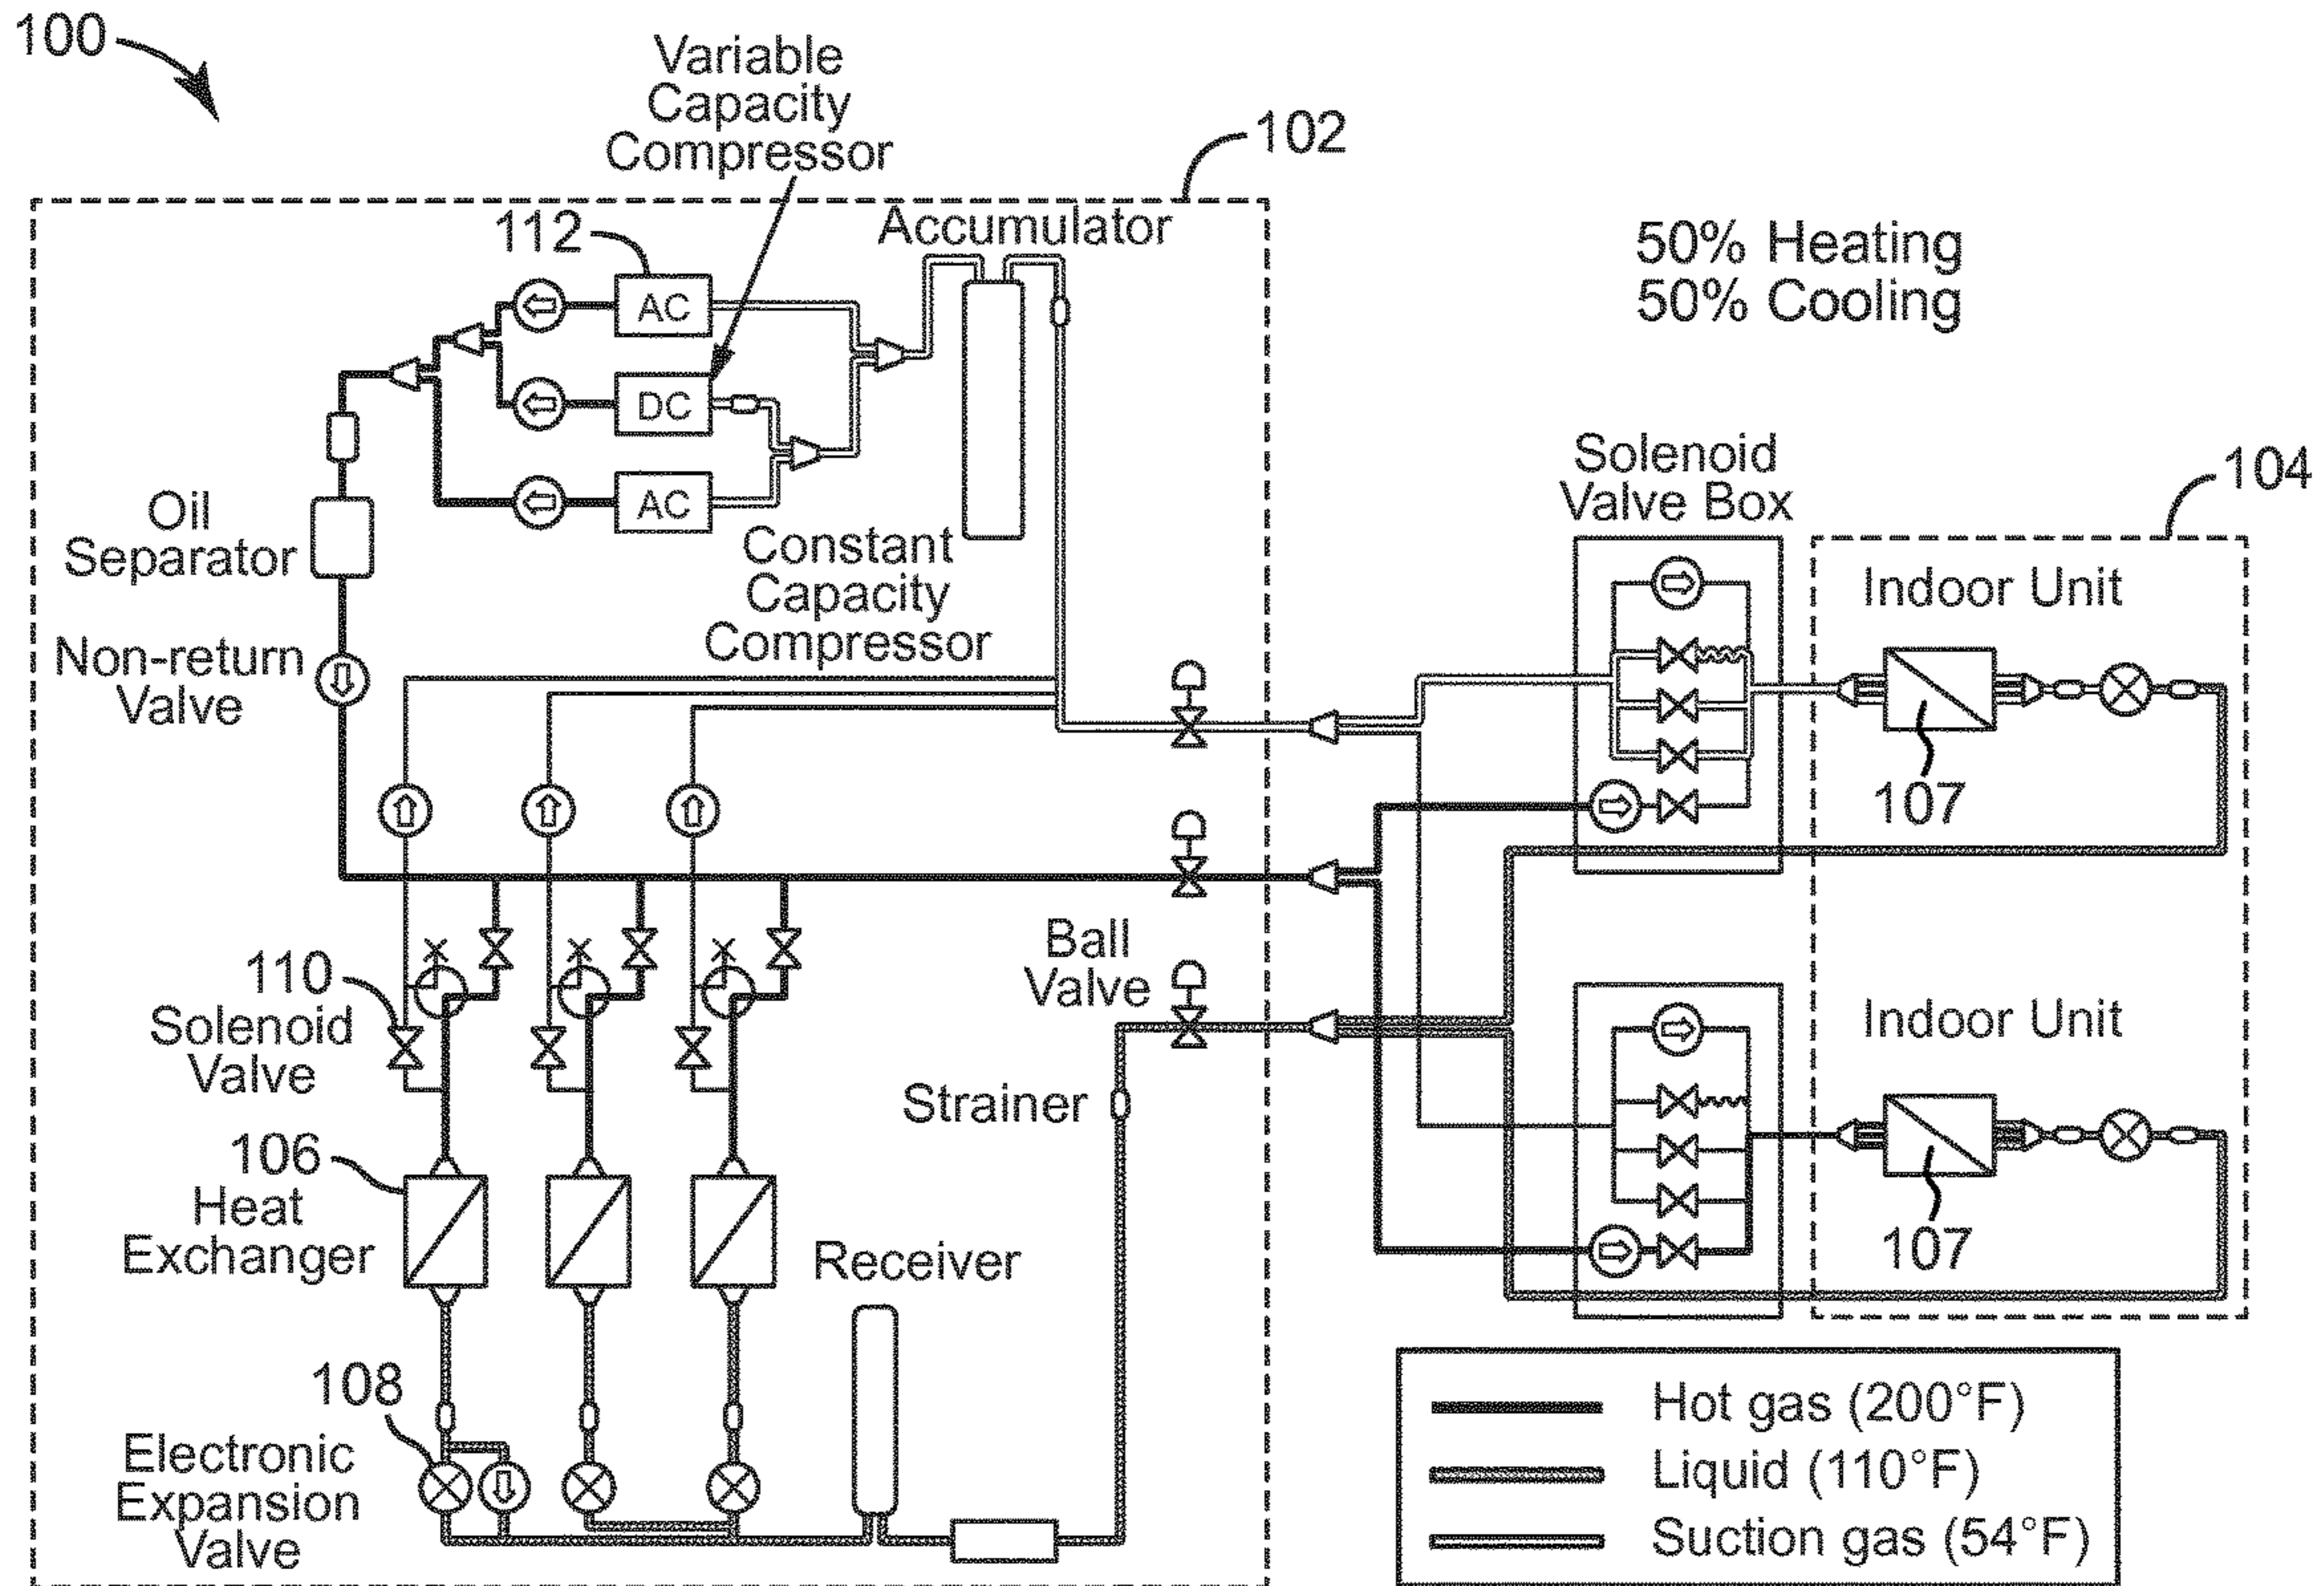 100
Variable
Capacity
Compressor
102
112
Accumulator
50% Heating
50% Cooling
AC
DC
AC
Solenoid
Valve Box
104
Oil
Separator
Constant
Capacity
Compressor
Indoor Unit
Non-return
Valve
107
Ball
Valve
110
Solenoid
Valve
Indoor Unit
Strainer
106
Heat
Exchanger
Receiver
107
108
Electronic
Expansion
Valve
Hot gas (200°F)
Liquid (110°F)
Suction gas (54°F)